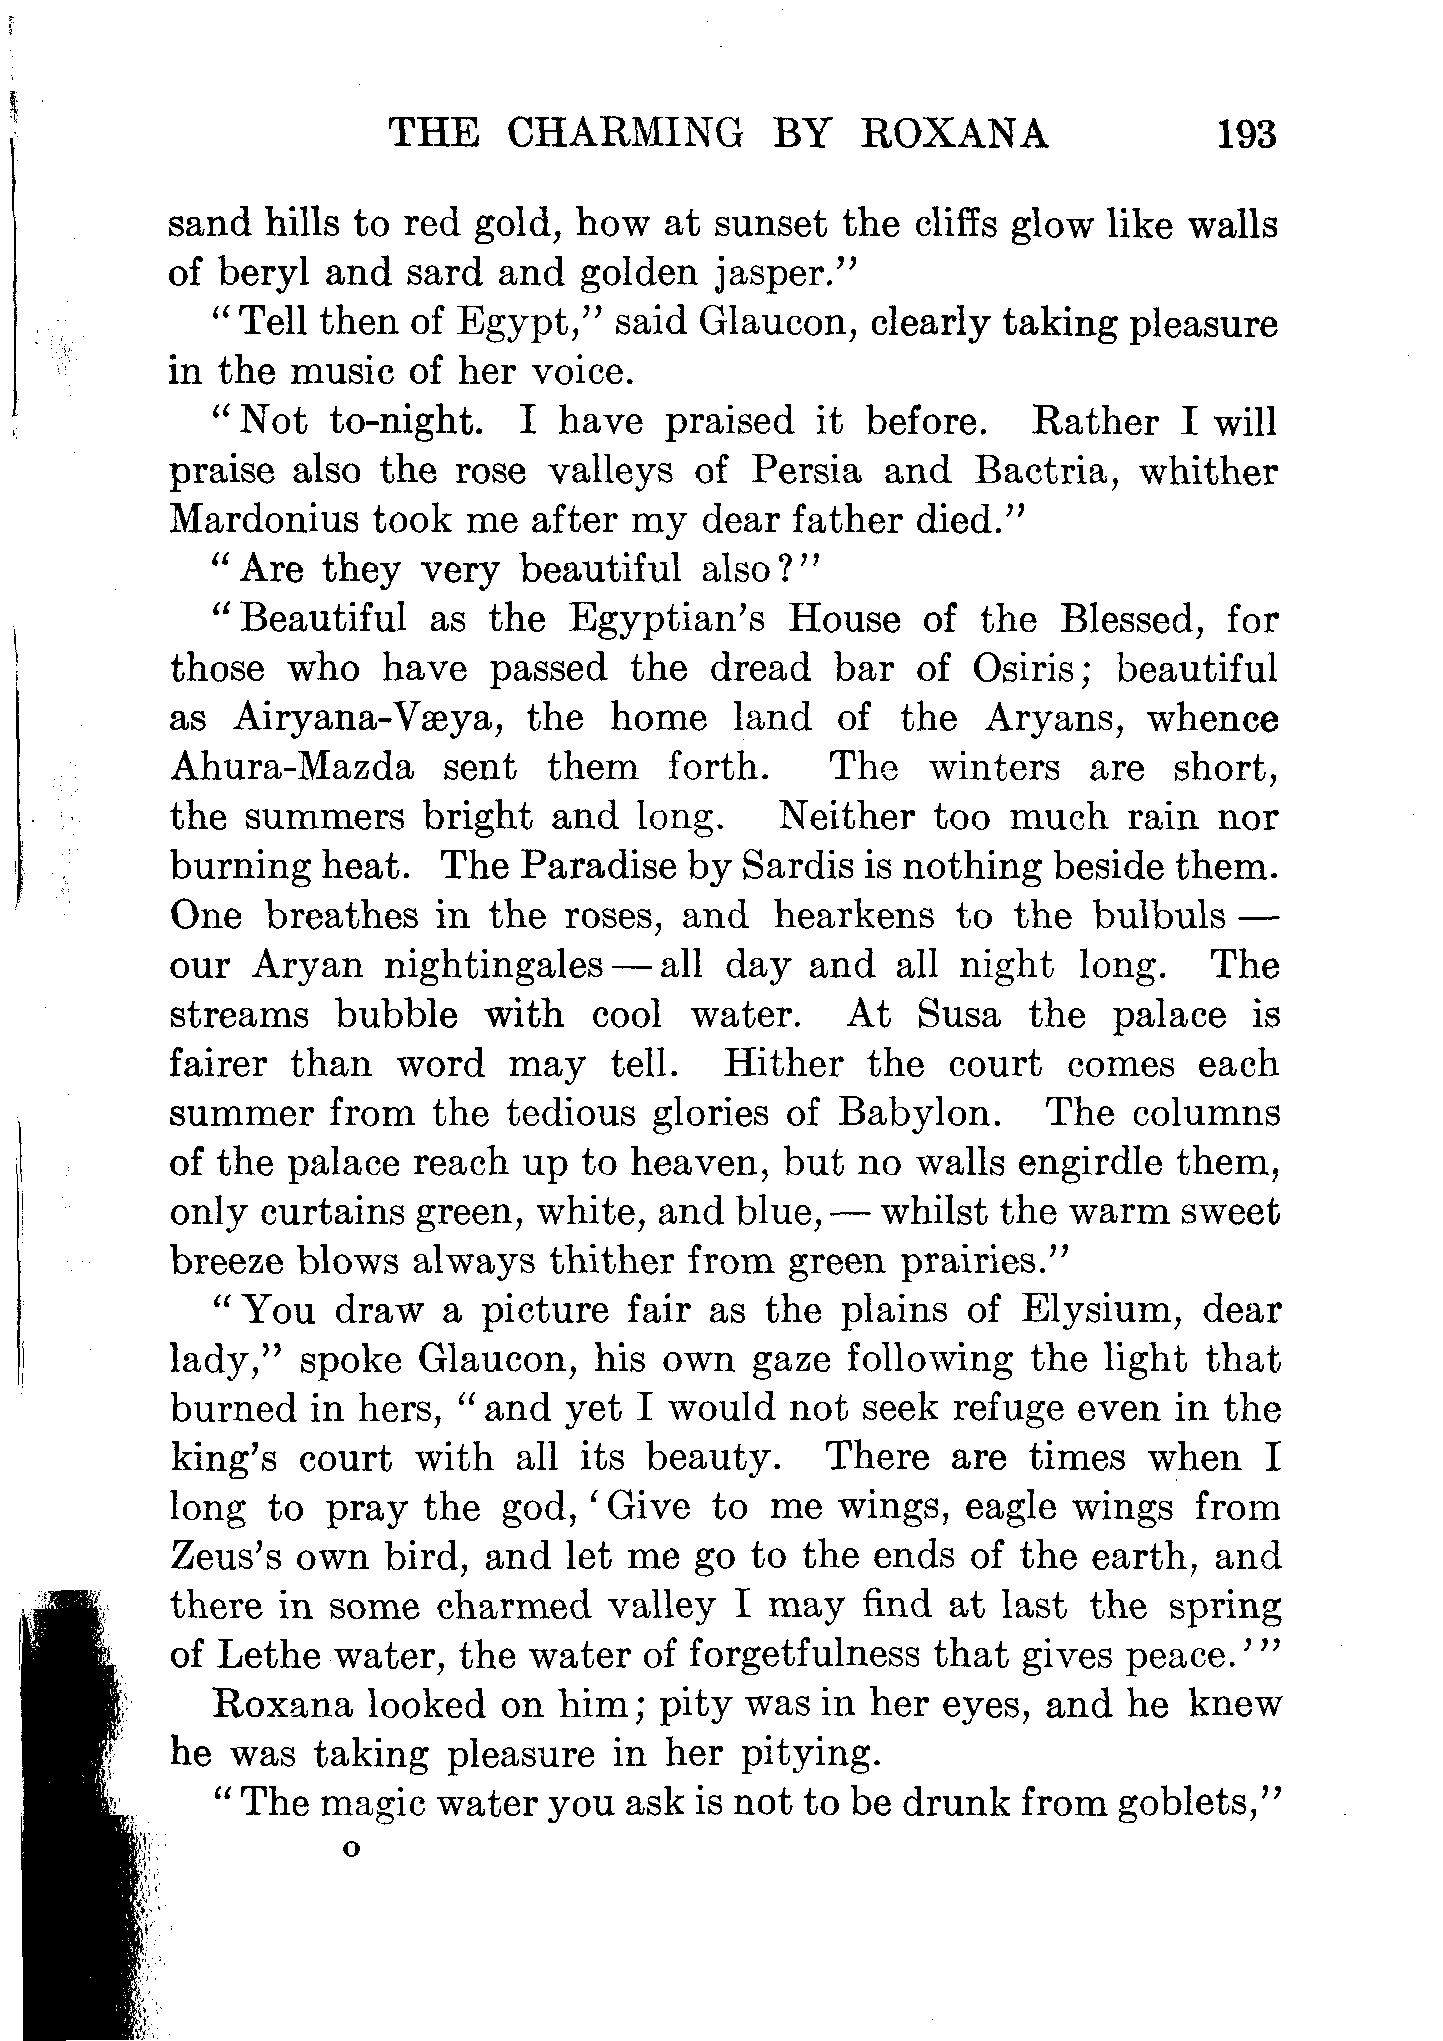 THE CHARMING BY ROXANA 193
sand hills to red gold, how at sunset the cliffs glow like walls
of beryl and sard and golden jasper."
"Tell then of Egypt," said Glaucon, clearly taking pleasure
in the music of her voice.
"Not to-night. I have praised it before. Rather I will
praise also the rose valleys of Persia and Bactria, whither
Mardonius took me after my dear father died."
"Are they very beautiful also?"
"Beautiful as the Egyptian's House of the Blessed, for
those who have passed the dread bar of Osiris; beautiful
as Airyana-Væya, the home land of the Aryans, whence
Ahura-Mazda sent them forth. The winters are short,
the summers bright and long. Neither too much rain nor
burning heat. The Paradise by Sardis is nothing beside them.
One breathes in the roses, and hearkens to the bulbuls —
our Aryan nightingales — all day and all night long. The
streams bubble with cool water. At Susa the palace is
fairer than word may tell. Hither the court comes each
summer from the tedious glories of Babylon. The columns
of the palace reach up to heaven, but no walls engirdle them,
only curtains green, white, and blue, — whilst the warm sweet
breeze blows always thither from green prairies."
"You draw a picture fair as the plains of Elysium, dear
lady," spoke Glaucon, his own gaze following the light that
burned in hers, "and yet I would not seek refuge even in the
king's court with all its beauty. There are times when I
long to pray the god, 'Give to me wings, eagle wings from
Zeus's own bird, and let me go to the ends of the earth, and
there in some charmed valley I may find at last the spring
of Lethe water, the water of forgetfulness that gives peace.'"
Roxana looked on him; pity was in her eyes, and he knew
he was taking pleasure in her pitying.
"The magic water you ask is not to be drunk from goblets,"
o